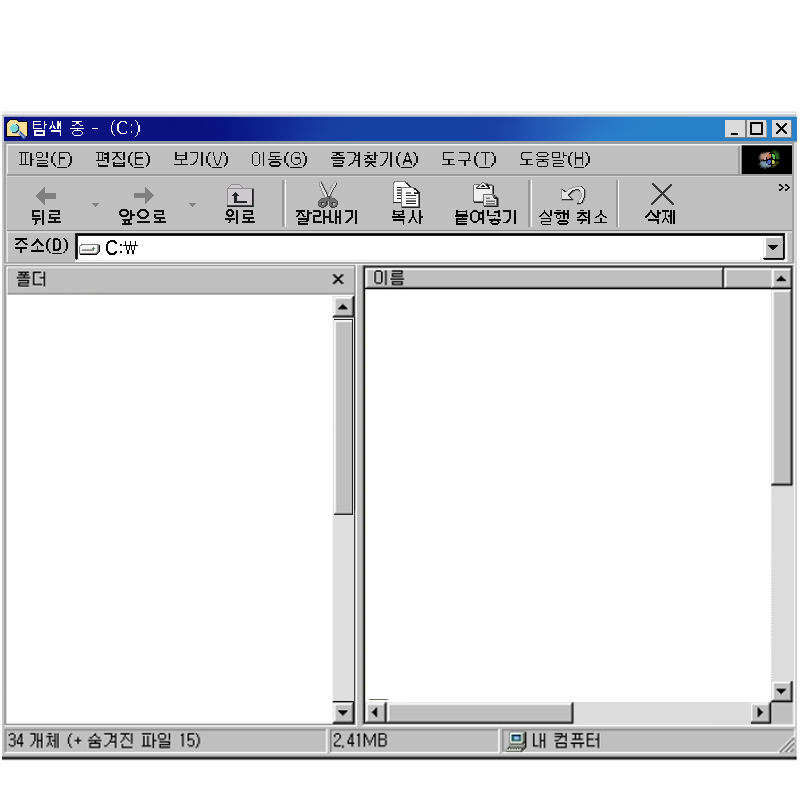 탐색 중 - (C:)
파일(F) 편집(E) 보기(V) 이동(G) 즐겨찾기(A) 도구(T) 도움말(H)
뒤로 앞으로 위로 잘라내기 복사 붙여넣기 실행 취소 삭제
주소(D) C:₩
폴더 이름
34 개체 (+ 숨겨진 파일 15) 2,41MB 내 컴퓨터